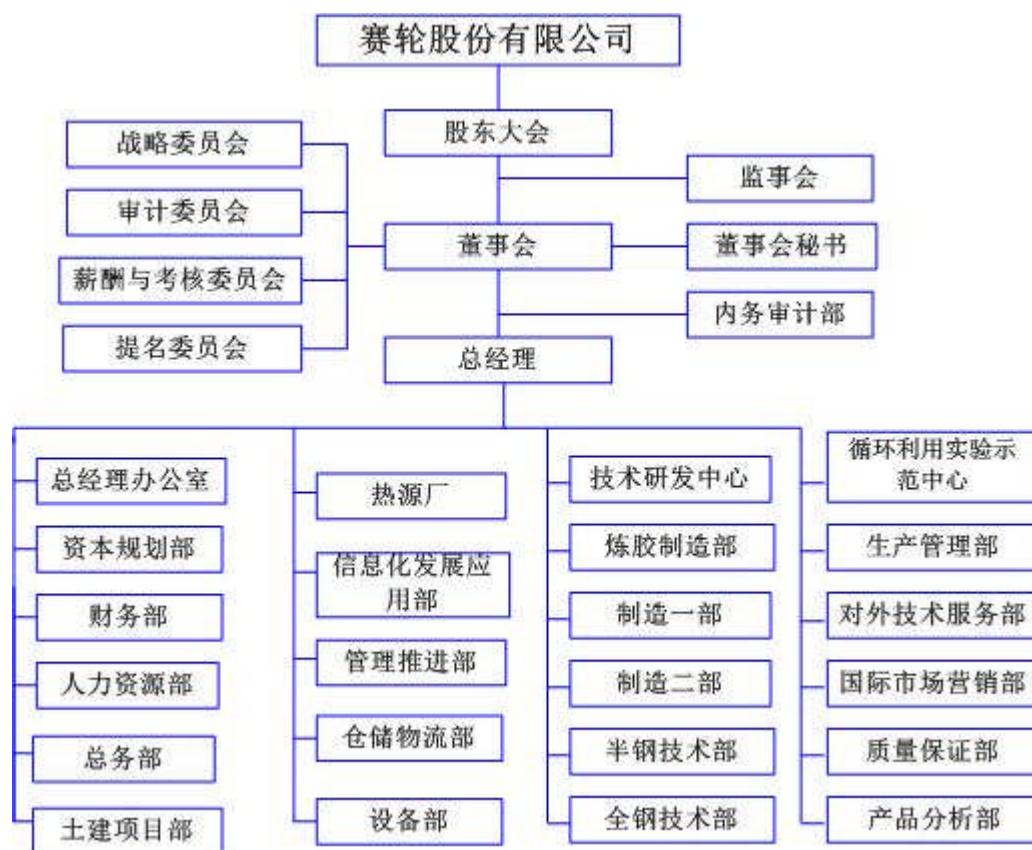 赛轮股份有限公司
股东大会
战略委员会
监事会
审计委员会
董事会
董事会秘书
薪酬与考核委员会
内务审计部
提名委员会
总经理
总经理办公室
资本规划部
财务部
人力资源部
总务部
土建项目部
热源厂
信息化发展应
用部
管理推进部
仓储物流部
设备部
技术研发中心
炼胶制造部
制造一部
制造二部
半钢技术部
全钢技术部
循环利用实验示
范中心
生产管理部
对外技术服务部
国际市场营销部
质量保证部
产品分析部